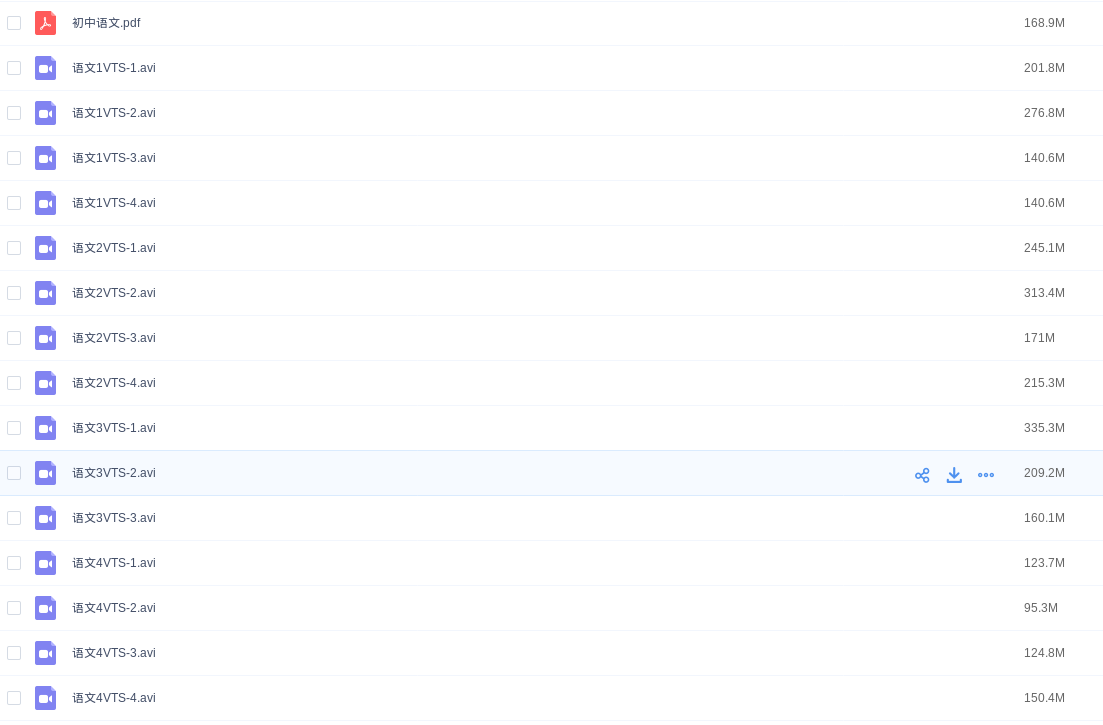 初中语文.pdf 168.9M
语文1VTS-1.avi 201.8M
语文1VTS-2.avi 276.8M
语文1VTS-3.avi 140.6M
语文1VTS-4.avi 140.6M
语文2VTS-1.avi 245.1M
语文2VTS-2.avi 313.4M
语文2VTS-3.avi 171M
语文2VTS-4.avi 215.3M
语文3VTS-1.avi 335.3M
语文3VTS-2.avi 209.2M
语文3VTS-3.avi 160.1M
语文4VTS-1.avi 123.7M
语文4VTS-2.avi 95.3M
语文4VTS-3.avi 124.8M
语文4VTS-4.avi 150.4M